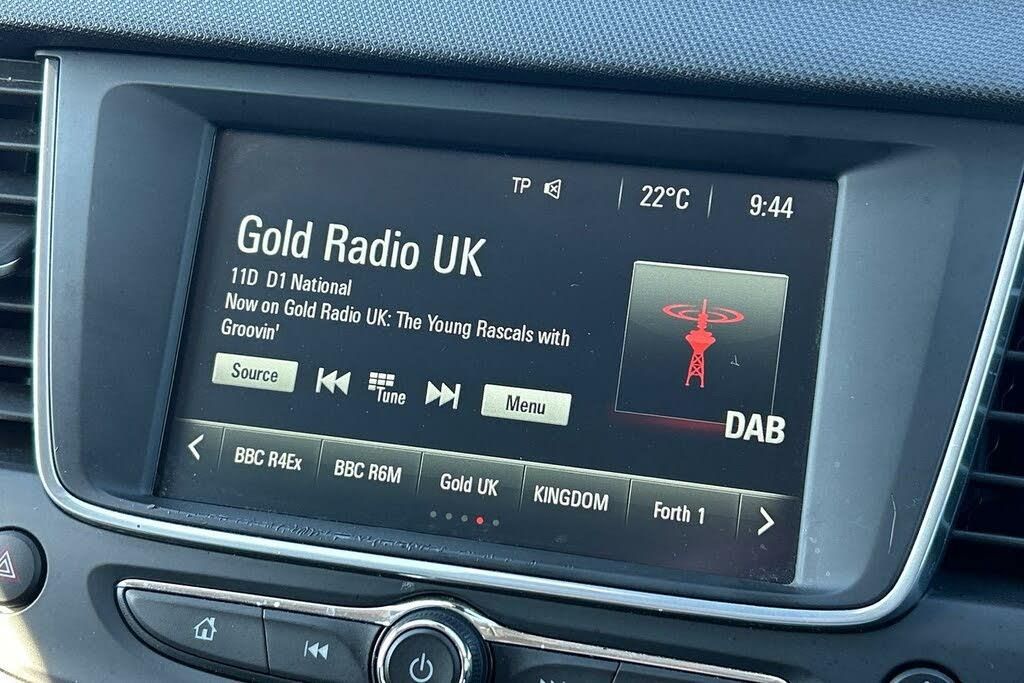 TP 22°C 9:44
Gold Radio UK
11D D1 National
Now on Gold Radio UK: The Young Rascals with
Groovin'
Source Tune Menu
DAB
BBC R4Ex BBC R6M Gold UK KINGDOM Forth 1